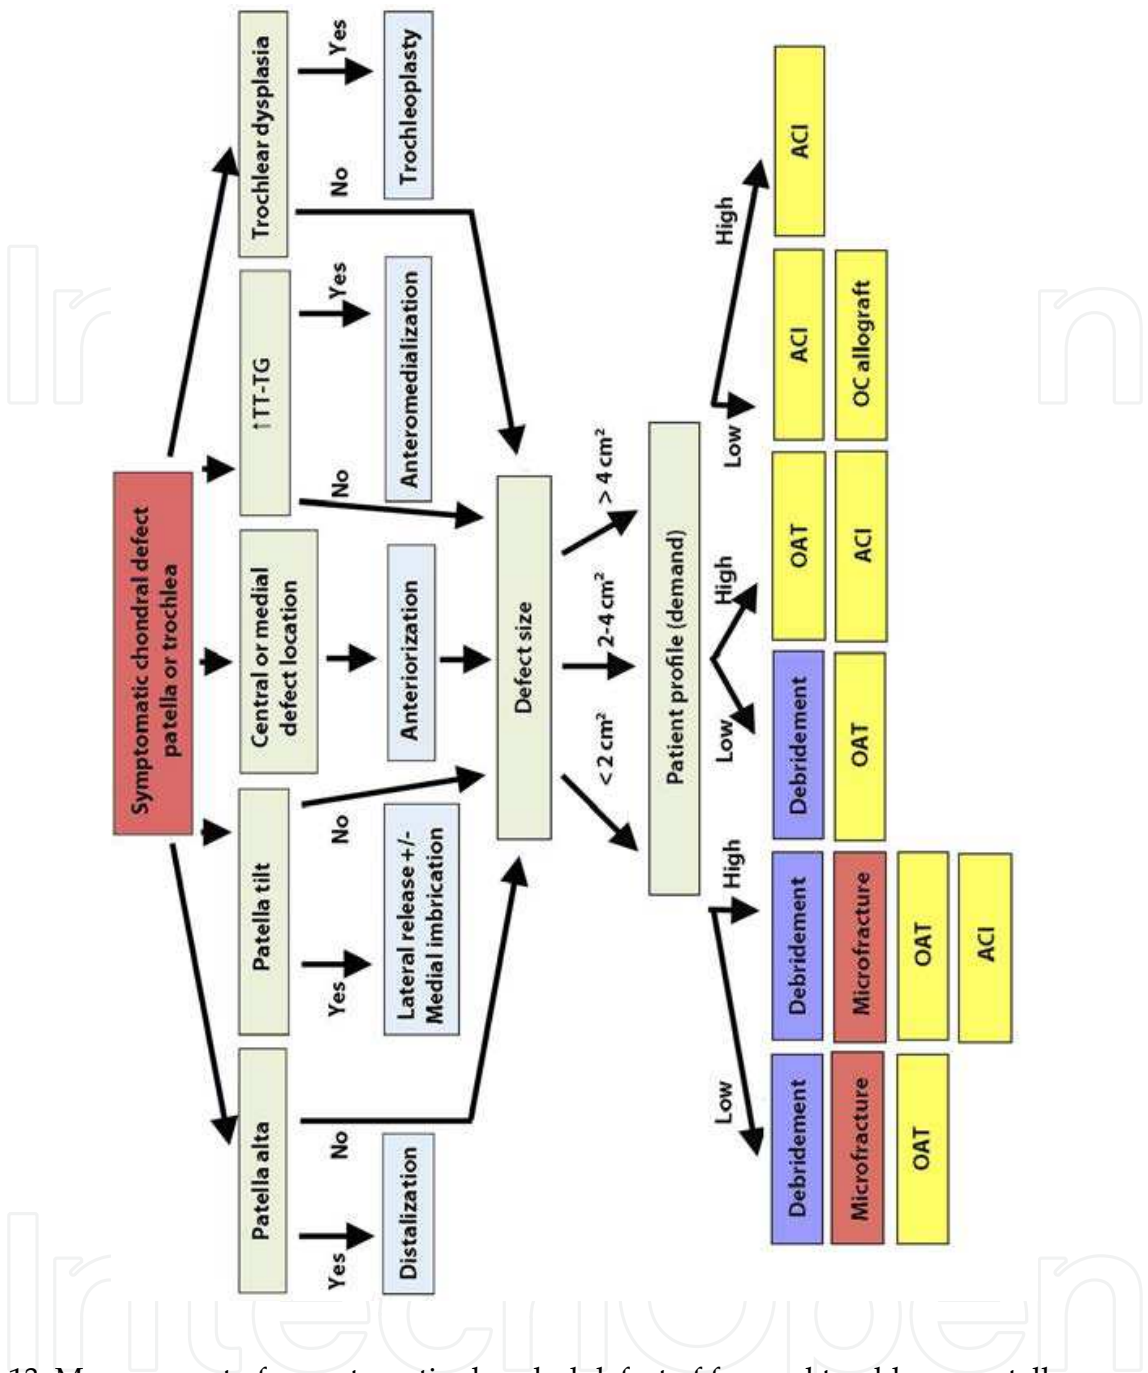 Symptomatic chondral defect
patella or trochlea
Patella alta
Patella tilt
Central or medial
defect location
↑TT-TG
Trochlear dysplasia
Yes
No
Yes
No
No
Yes
No
Yes
Distalization
Lateral release +/-
Medial imbrication
Anteriorization
Anteromedialization
Trochleoplasty
Defect size
< 2 cm²
2-4 cm²
> 4 cm²
Patient profile (demand)
Low
High
Low
High
Low
High
Debridement
Microfracture
OAT
Debridement
Microfracture
OAT
ACI
Debridement
OAT
OAT
ACI
ACI
OC allograft
ACI
IntechOpen